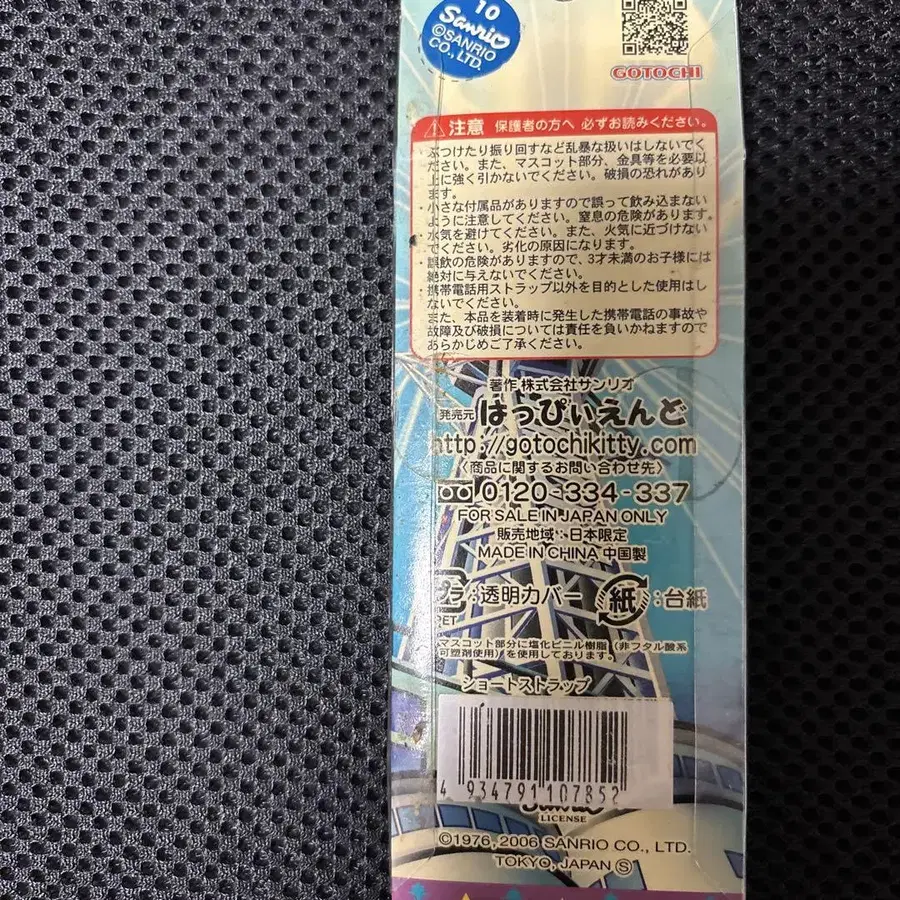 10
Sanrio
©SANRIO
CO., LTD.
LICENSE
GOTOCHI
注意 保護者の方へ 必ずお読みください。
・ぶつけたり振り回すなど乱暴な扱いはしないでく
ださい。また、マスコット部分、金具等を必要以
上に強く引かないでください。破損の恐れがあり
ます。
・小さな付属品がありますので誤って飲み込まない
ように注意してください。窒息の危険があります。
・水気を避けてください。また、火気に近づけない
でください。劣化の原因になります。
・誤飲の危険がありますので、3才未満のお子様には
絶対に与えないでください。
・携帯電話用ストラップ以外を目的とした使用はし
ないでください。
また、本品を装着時に発生した携帯電話の事故や
故障及び破損については責任を負いかねますので
あらかじめご了承ください。
著作 株式会社サンリオ
発売元 はっぴぃえんど
http://gotochikitty.com
〈商品に関するお問い合わせ先〉
0120-334-337
FOR SALE IN JAPAN ONLY
販売地域：日本限定
MADE IN CHINA 中国製
プラ：透明カバー 紙：台紙
PET
マスコット部分に塩化ビニル樹脂（非フタル酸系
可塑剤使用）を使用しております。
ショートストラップ
4 934791 107852
Sanrio
LICENSE
©1976, 2006 SANRIO CO., LTD.
TOKYO, JAPAN Ⓢ